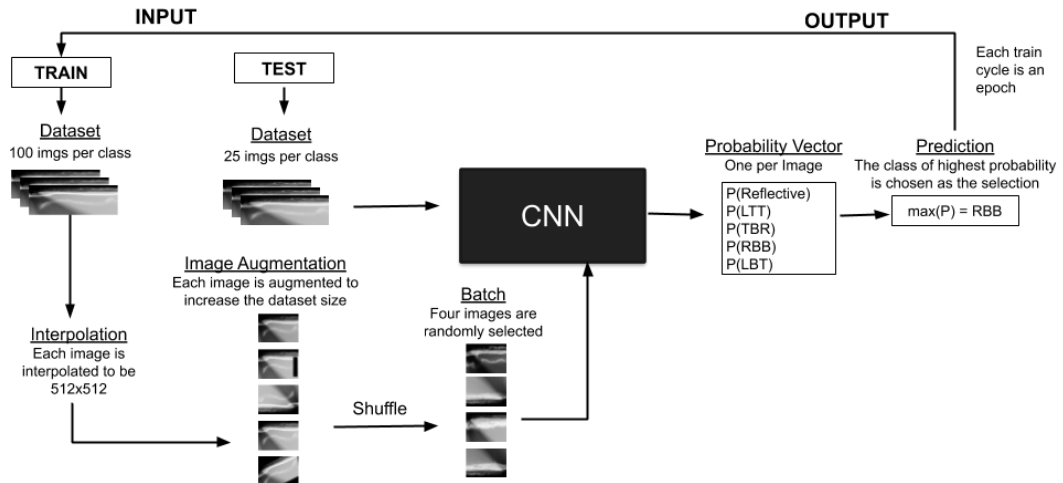 INPUT
OUTPUT
TRAIN
TEST
Each train
cycle is an
epoch
Dataset
100 imgs per class
Dataset
25 imgs per class
CNN
Probability Vector
One per Image
P(Reflective)
P(LTT)
P(TBR)
P(RBB)
P(LBT)
Prediction
The class of highest probability
is chosen as the selection
max(P) = RBB
Interpolation
Each image is
interpolated to be
512x512
Image Augmentation
Each image is augmented to
increase the dataset size
Shuffle
Batch
Four images are
randomly selected